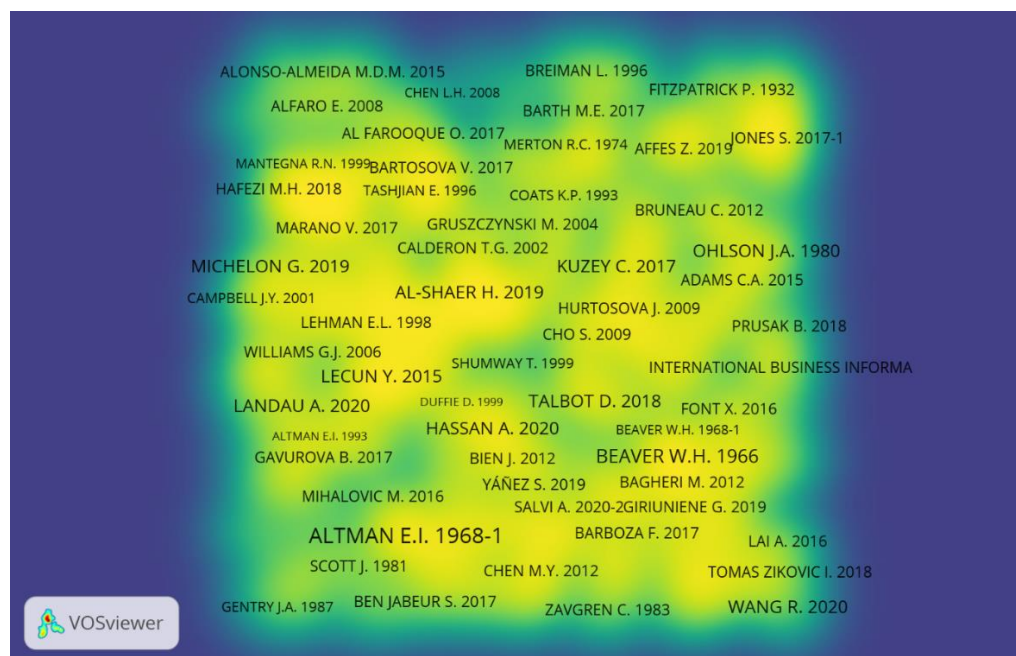 ALONSO-ALMEIDA M.D.M. 2015
BREIMAN L. 1996
CHEN L.H. 2008
FITZPATRICK P. 1932
ALFARO E. 2008
BARTH M.E. 2017
AL FAROOQUE O. 2017
MERTON R.C. 1974
AFFES Z. 2019
JONES S. 2017-1
MANTEGNA R.N. 1999
BARTOSOVA V. 2017
HAFEZI M.H. 2018
TASHJIAN E. 1996
COATS K.P. 1993
BRUNEAU C. 2012
MARANO V. 2017
GRUSZCZYNSKI M. 2004
CALDERON T.G. 2002
OHLSON J.A. 1980
MICHELON G. 2019
KUZEY C. 2017
ADAMS C.A. 2015
CAMPBELL J.Y. 2001
AL-SHAER H. 2019
HURTOSOVA J. 2009
LEHMAN E.L. 1998
CHO S. 2009
PRUSAK B. 2018
WILLIAMS G.J. 2006
SHUMWAY T. 1999
INTERNATIONAL BUSINESS INFORMA
LECUN Y. 2015
LANDAU A. 2020
DUFFIE D. 1999
TALBOT D. 2018
FONT X. 2016
ALTMAN E.I. 1993
HASSAN A. 2020
BEAVER W.H. 1968-1
GAVUROVA B. 2017
BIEN J. 2012
BEAVER W.H. 1966
YÁÑEZ S. 2019
BAGHERI M. 2012
MIHALOVIC M. 2016
SALVI A. 2020-2
GIRIUNIENE G. 2019
ALTMAN E.I. 1968-1
BARBOZA F. 2017
LAI A. 2016
SCOTT J. 1981
CHEN M.Y. 2012
TOMAS ZIKOVIC I. 2018
GENTRY J.A. 1987
BEN JABEUR S. 2017
ZAVGREN C. 1983
WANG R. 2020
VOSviewer